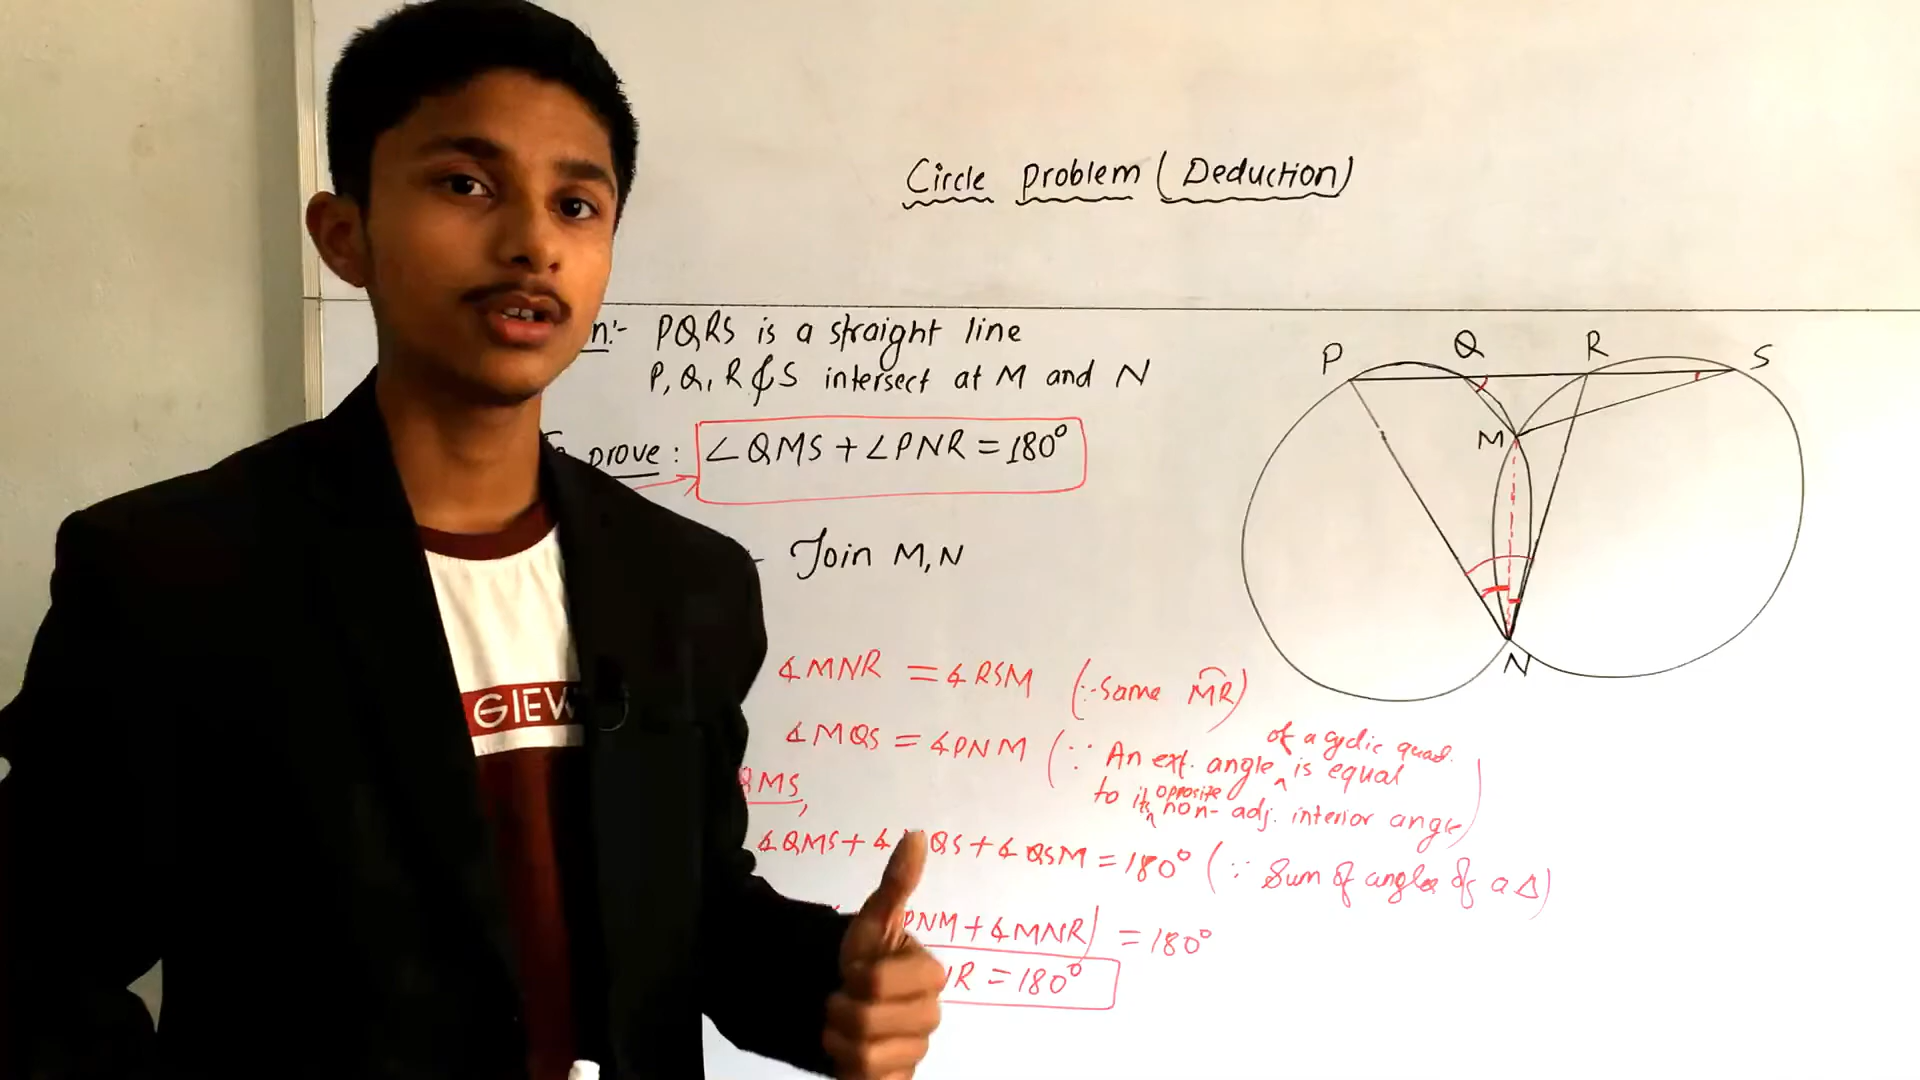 Circle Problem (Deduction)
n:- PQRS is a straight line
P, Q, R & S intersect at M and N
To prove: ∠QMS + ∠PNR = 180°
- Join M, N
∡MNR = ∡RSM (∵ Same MR)
∡MQS = ∡PNM (∵ An ext. angle of a cyclic quad. is equal
to its opposite non-adj. interior angle)
QMS,
∡QMS + ∡ QS + ∡QSM = 180° (∵ Sum of angles of a Δ)
PNM + ∡MNR) = 180°
R = 180°
P
Q
R
S
M
N
GIEV